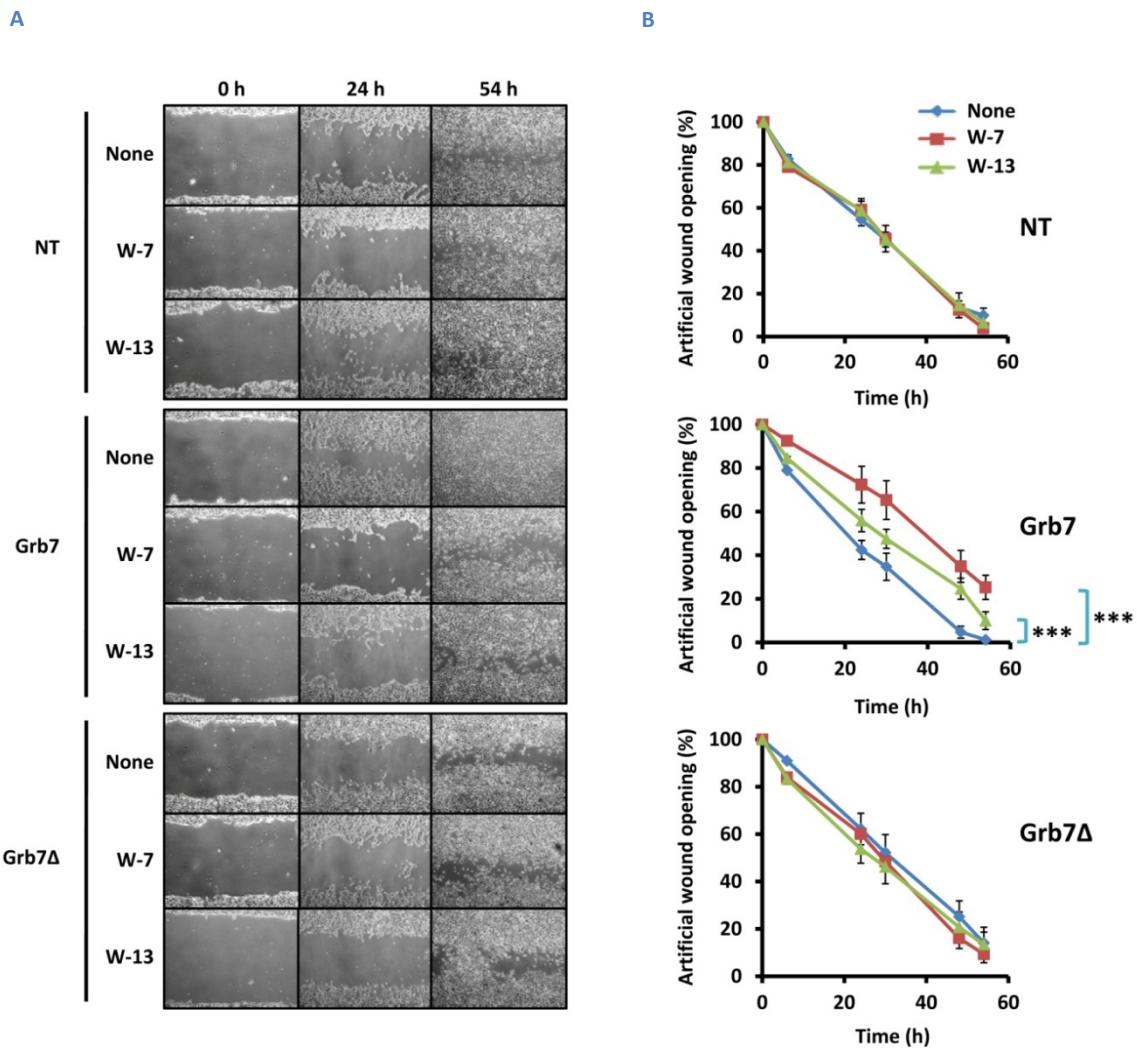 A
0 h 24 h 54 h
None
NT W-7
W-13
None
Grb7 W-7
W-13
None
Grb7Δ W-7
W-13
B
None
W-7
W-13
Artificial wound opening (%)
100
80
60
40
20
0
0 20 40 60
Time (h)
NT
Artificial wound opening (%)
100
80
60
40
20
0
0 20 40 60
Time (h)
Grb7
***
***
Artificial wound opening (%)
100
80
60
40
20
0
0 20 40 60
Time (h)
Grb7Δ